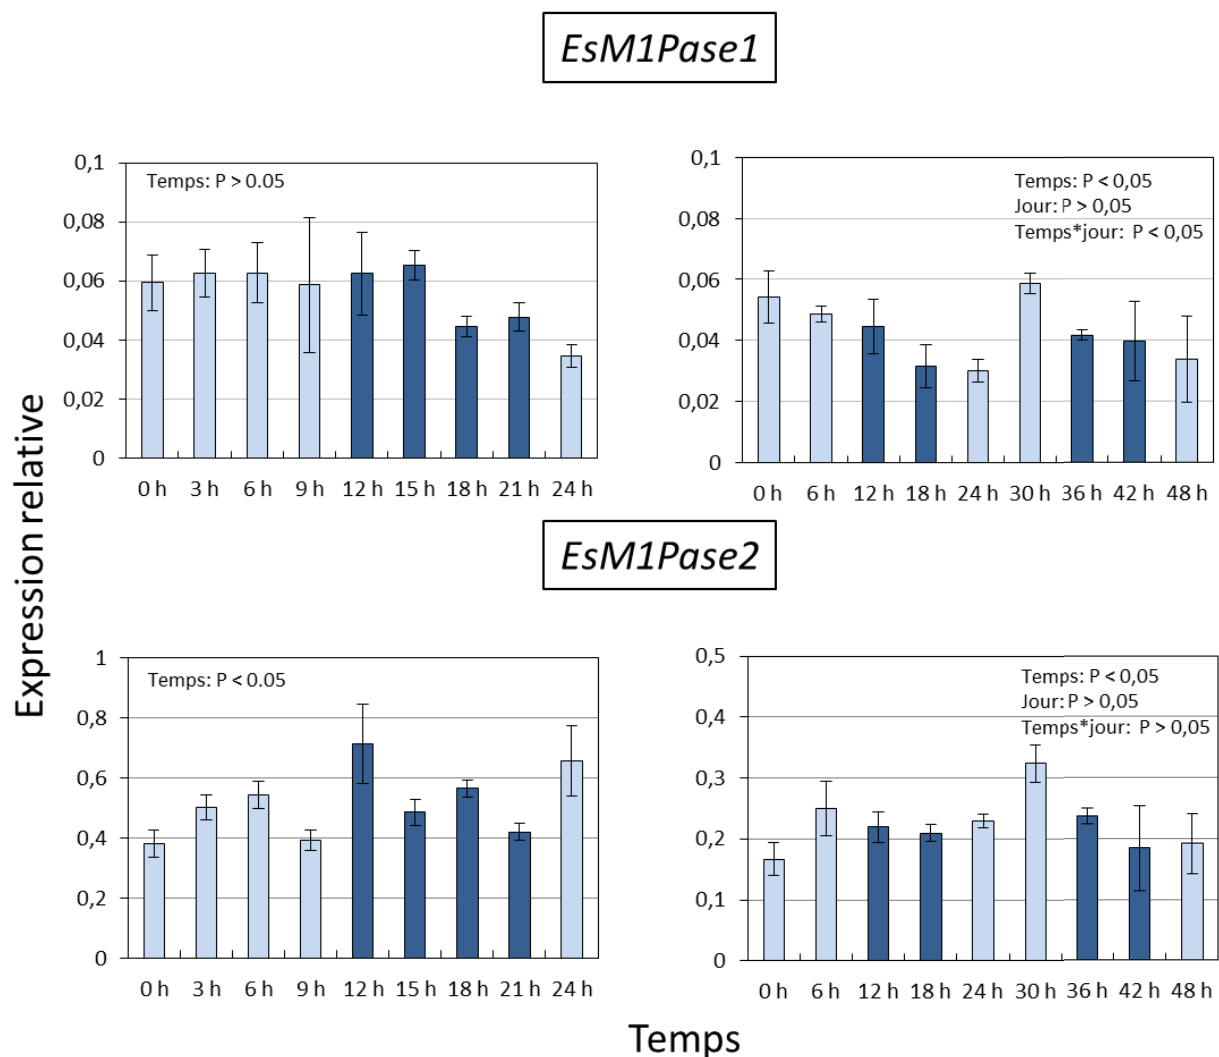 EsM1Pase1
Temps: P > 0.05
0,1
0,08
0,06
0,04
0,02
0
0 h 3 h 6 h 9 h 12 h 15 h 18 h 21 h 24 h
Temps: P < 0,05
Jour: P > 0,05
Temps*jour: P < 0,05
0,1
0,08
0,06
0,04
0,02
0
0 h 6 h 12 h 18 h 24 h 30 h 36 h 42 h 48 h
Expression relative
EsM1Pase2
Temps: P < 0.05
1
0,8
0,6
0,4
0,2
0
0 h 3 h 6 h 9 h 12 h 15 h 18 h 21 h 24 h
Temps: P < 0,05
Jour: P > 0,05
Temps*jour: P > 0,05
0,5
0,4
0,3
0,2
0,1
0
0 h 6 h 12 h 18 h 24 h 30 h 36 h 42 h 48 h
Temps